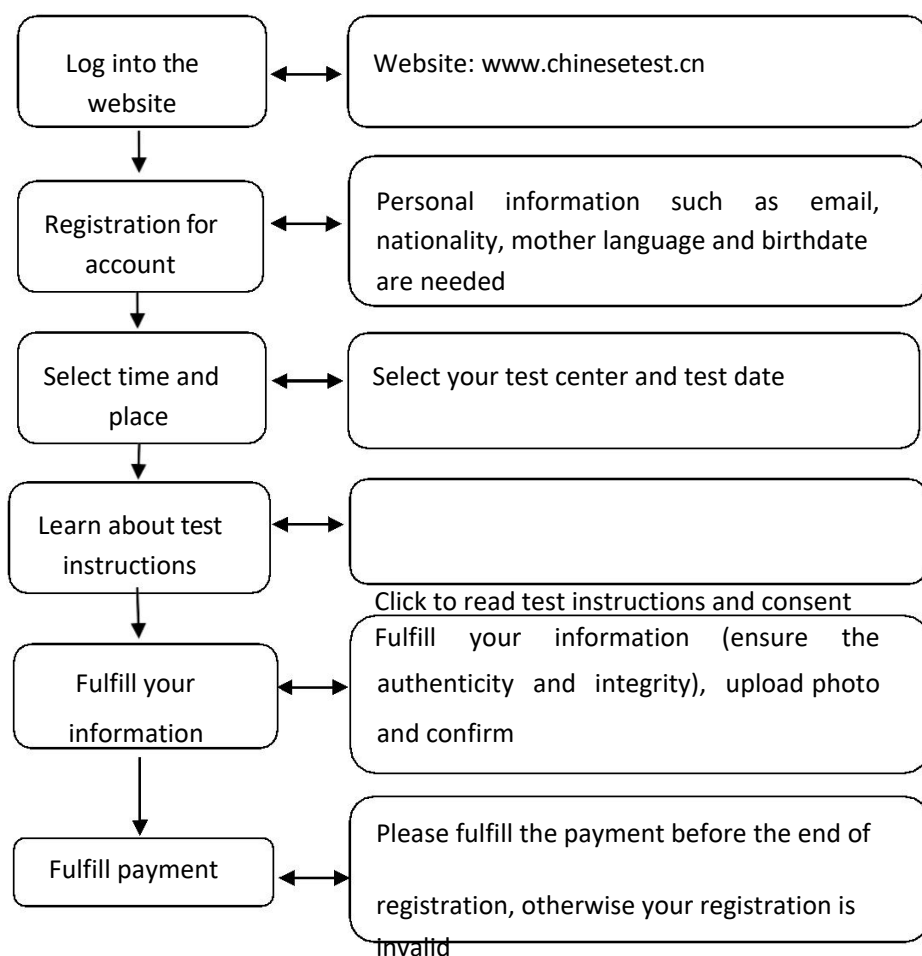 Log into the
website
Website: www.chinesetest.cn
Registration for
account
Personal information such as email,
nationality, mother language and birthdate
are needed
Select time and
place
Select your test center and test date
Learn about test
instructions
Click to read test instructions and consent
Fulfill your
information
Fulfill your information (ensure the
authenticity and integrity), upload photo
and confirm
Fulfill payment
Please fulfill the payment before the end of
registration, otherwise your registration is
invalid